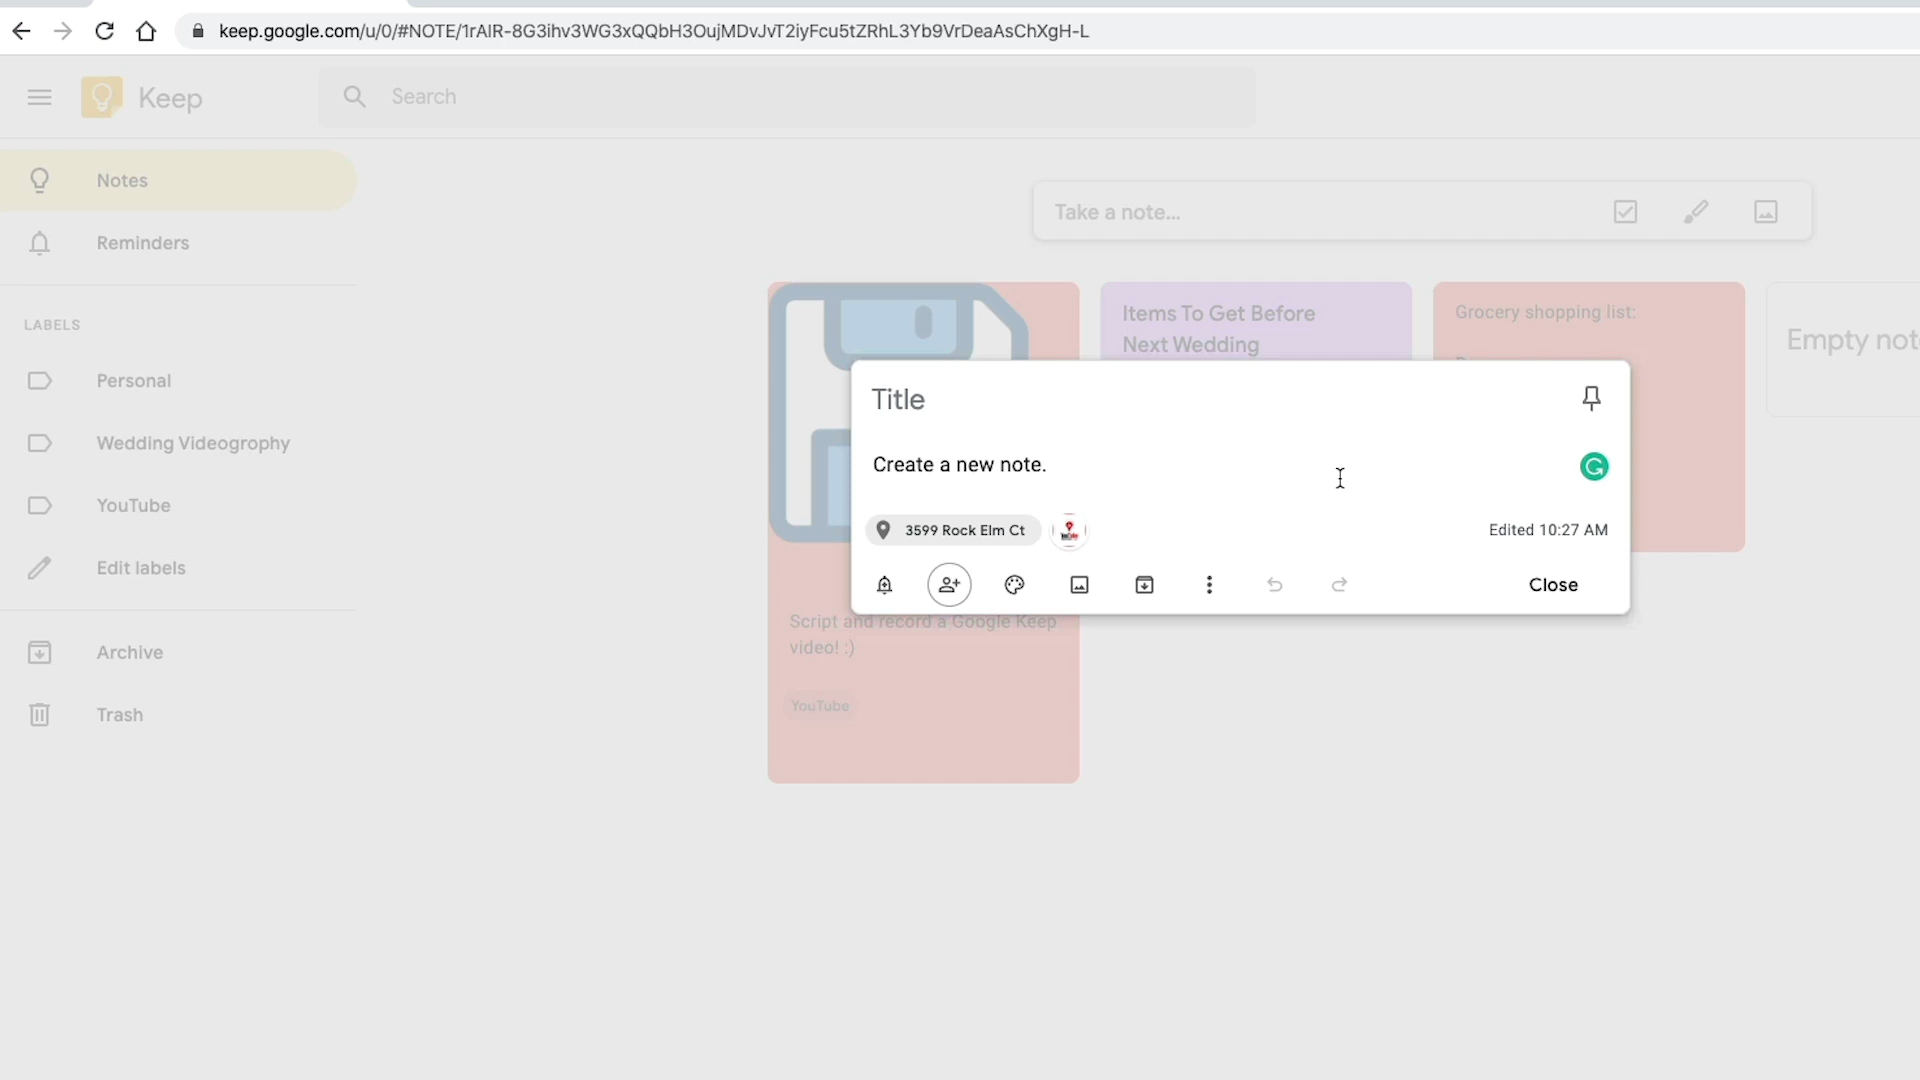 keep.google.com/u/0/#NOTE/1rAIR-8G3ihv3WG3xQQbH3OujMDvJvT2iyFcu5tZRhL3Yb9VrDeaAsChXgH-L
Keep
Search
Notes
Reminders
LABELS
Personal
Wedding Videography
YouTube
Edit labels
Archive
Trash
Take a note...
Items To Get Before
Next Wedding
Grocery shopping list:
Empty not
Title
Create a new note.
3599 Rock Elm Ct
Edited 10:27 AM
Close
Script and record a Google Keep
video! :)
YouTube